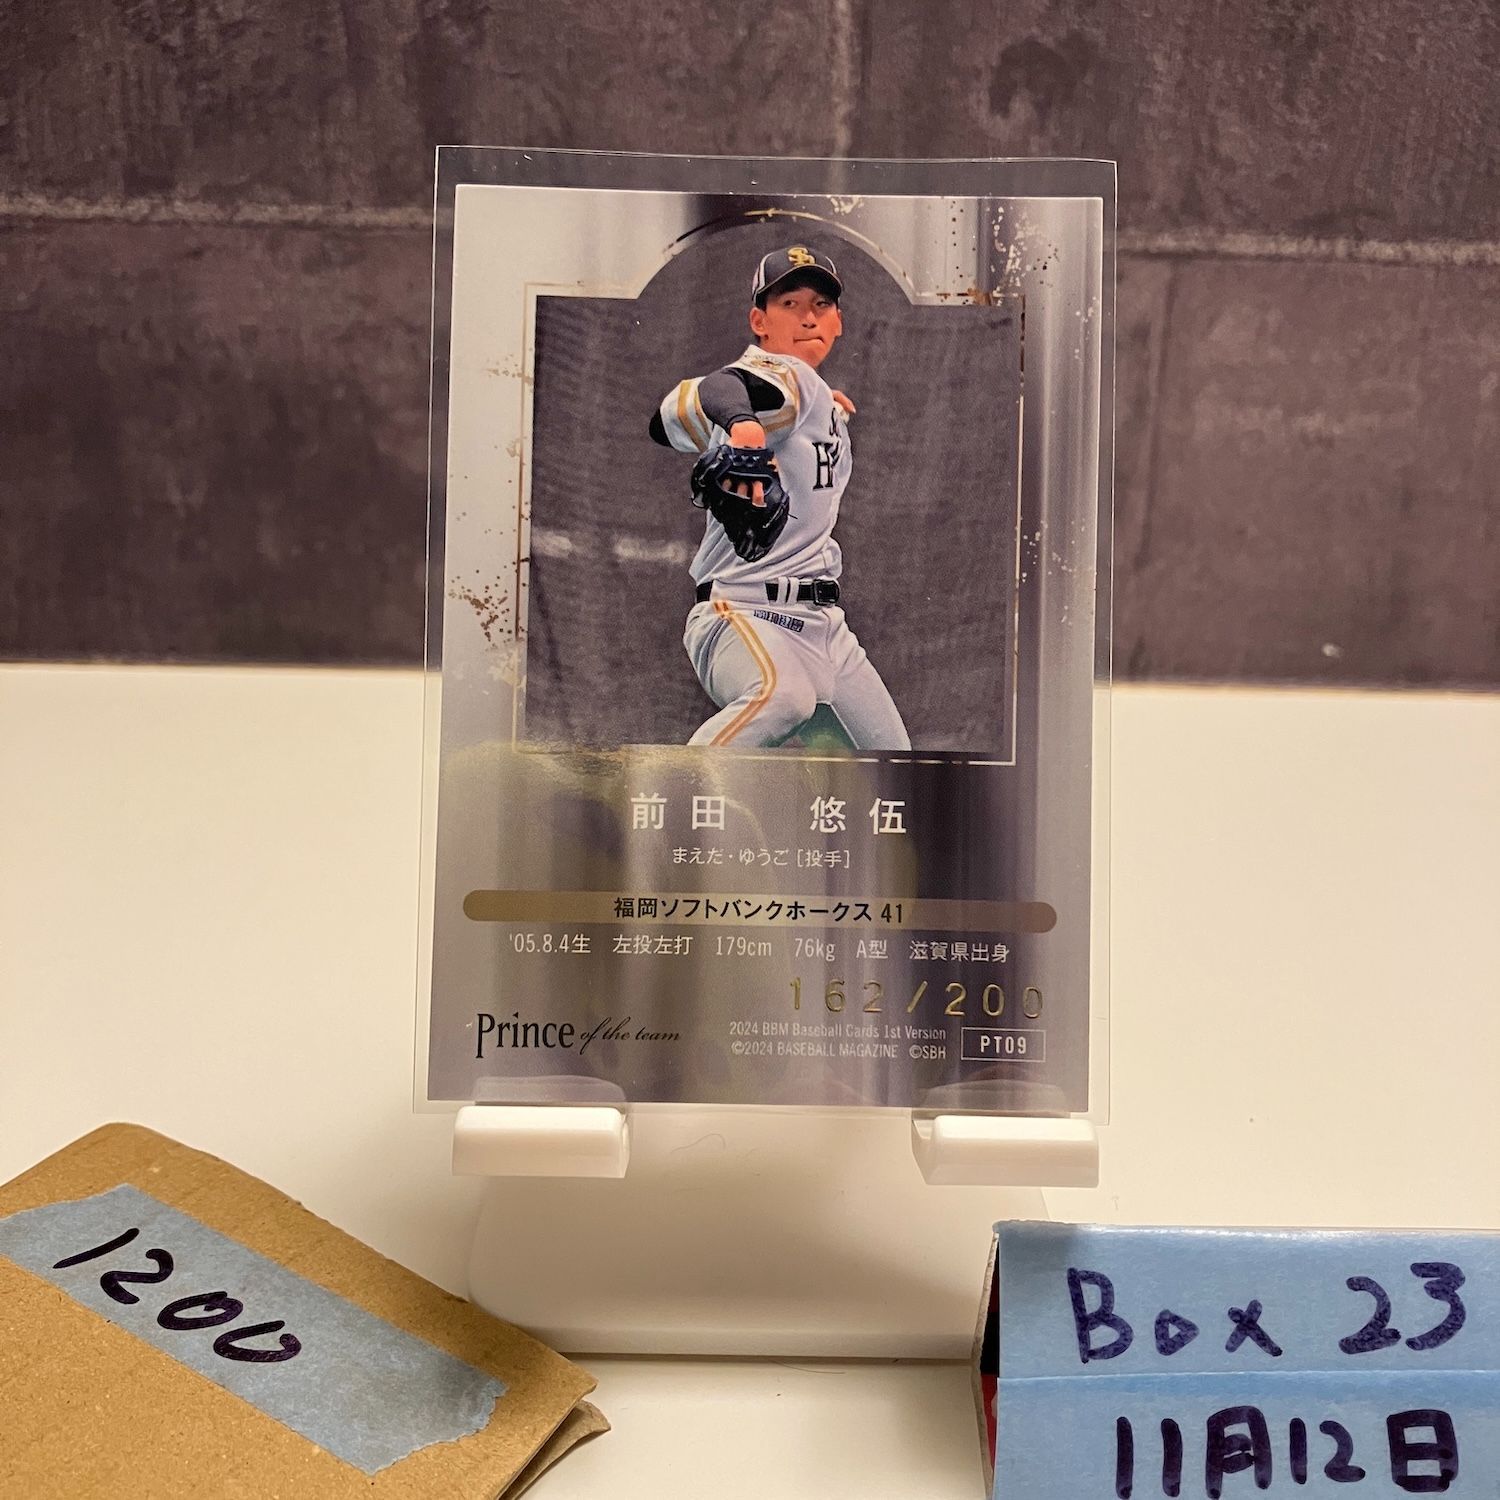 前田 悠伍
まえだ・ゆうご [投手]
福岡ソフトバンクホークス 41
'05.8.4生 左投左打 179cm 76kg A型 滋賀県出身
162/200
Prince of the team
2024 BBM Baseball Cards 1st Version
©2024 BASEBALL MAGAZINE ©SBH
PT09
1200
Box 23
11月12日